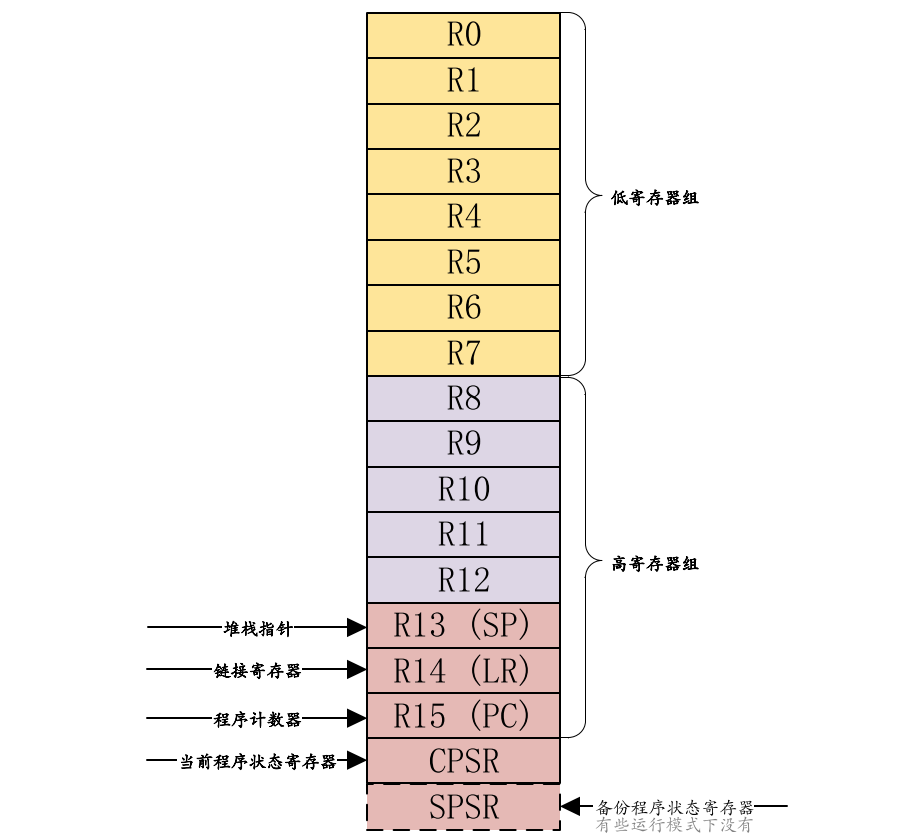 R0
R1
R2
R3
低寄存器组
R4
R5
R6
R7
R8
R9
R10
R11
高寄存器组
R12
堆栈指针
R13 (SP)
链接寄存器
R14 (LR)
程序计数器
R15 (PC)
当前程序状态寄存器
CPSR
SPSR
备份程序状态寄存器
有些运行模式下没有